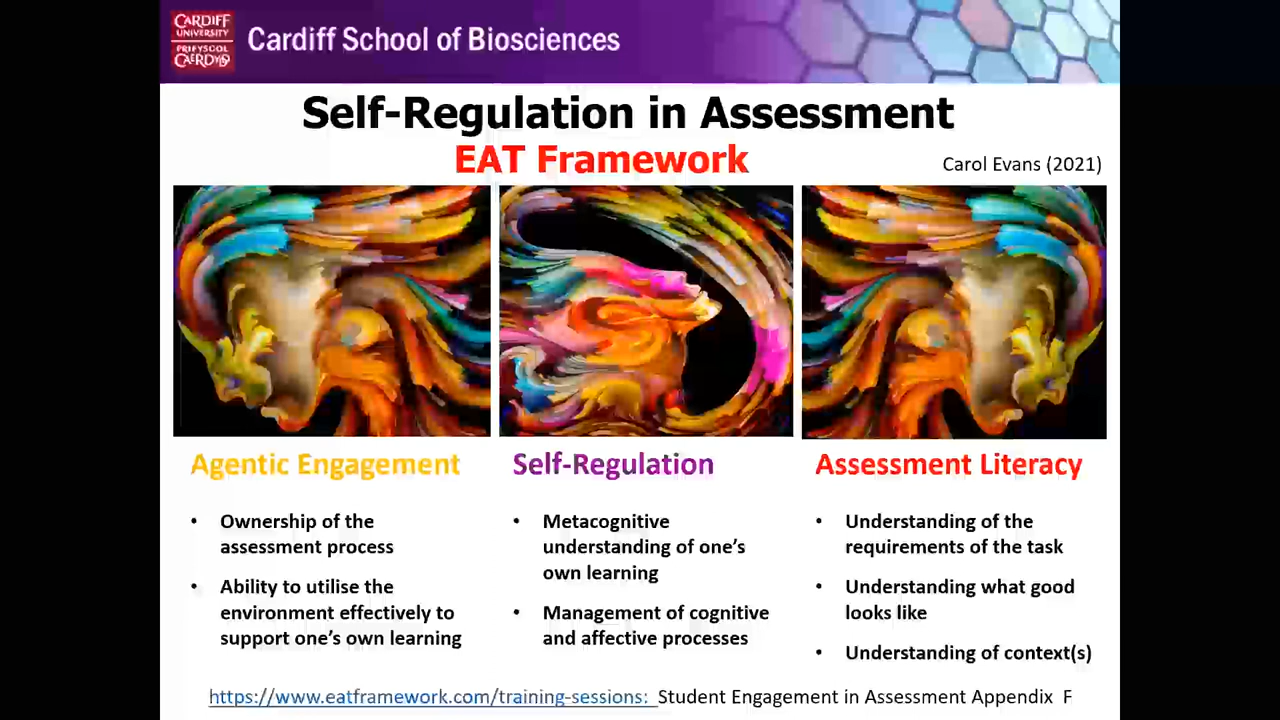 CARDIFF
UNIVERSITY
PRIFYSGOL
CAERDYDD
Cardiff School of Biosciences
Self-Regulation in Assessment
EAT Framework
Carol Evans (2021)
Agentic Engagement
• Ownership of the
assessment process
• Ability to utilise the
environment effectively to
support one's own learning
Self-Regulation
• Metacognitive
understanding of one's
own learning
• Management of cognitive
and affective processes
Assessment Literacy
• Understanding of the
requirements of the task
• Understanding what good
looks like
• Understanding of context(s)
https://www.eatframework.com/training-sessions: Student Engagement in Assessment Appendix F